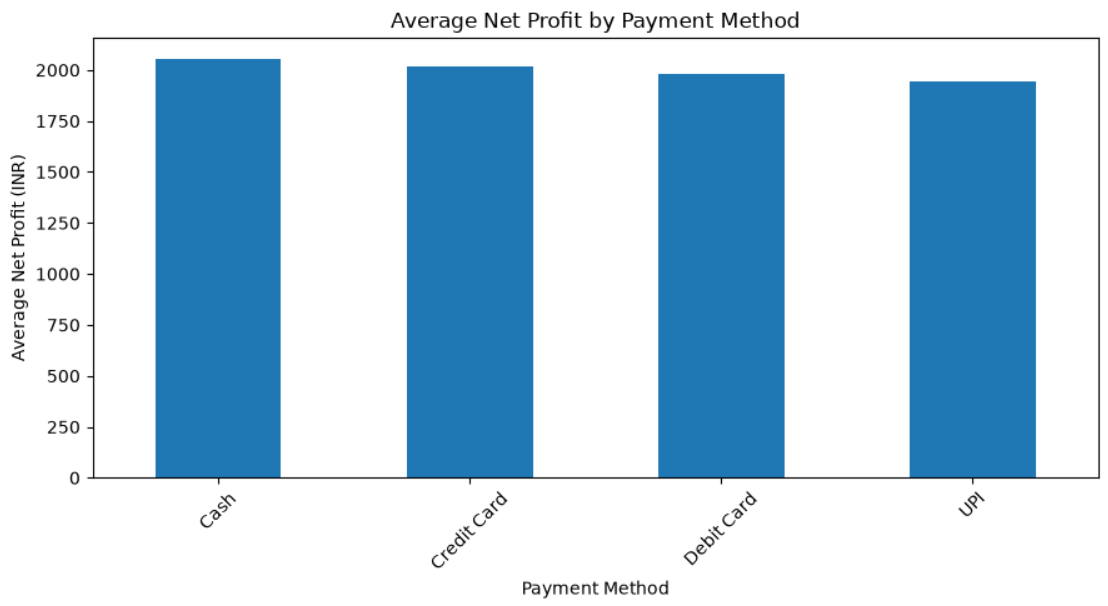 Average Net Profit by Payment Method
Average Net Profit (INR)
2000
1750
1500
1250
1000
750
500
250
0
Cash
Credit Card
Debit Card
UPI
Payment Method